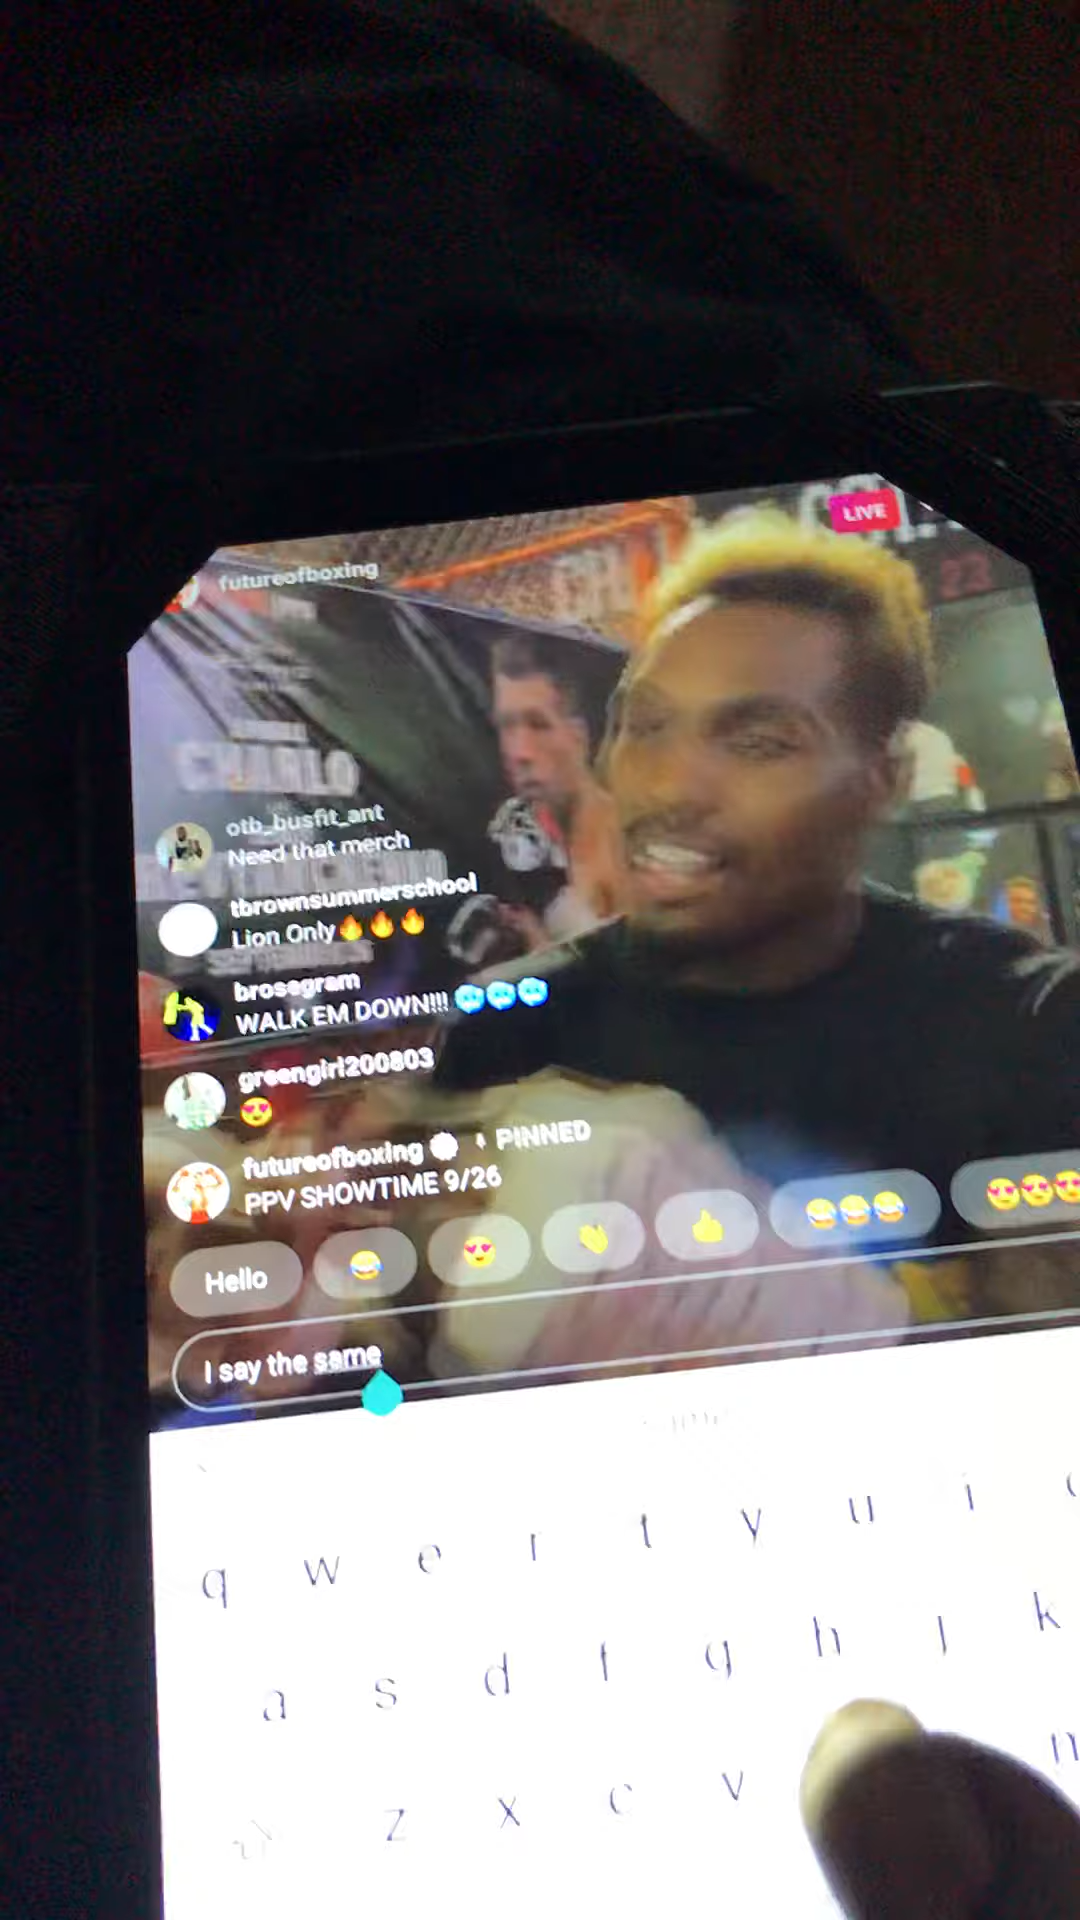 LIVE
futureofboxing
23
CHARLO
otb_busfit_ant
Need that merch
tbrownsummerschool
Lion Only🔥🔥🔥
brosegram
WALK EM DOWN!!! 🥶🥶🥶
greengirl200803
😍
futureofboxing PINNED
PPV SHOWTIME 9/26
Hello 😂 😍 👏 👍 😂😂😂 😍😍😍
I say the same
q w e r t y u i
a s d f g h j k
z x c v n